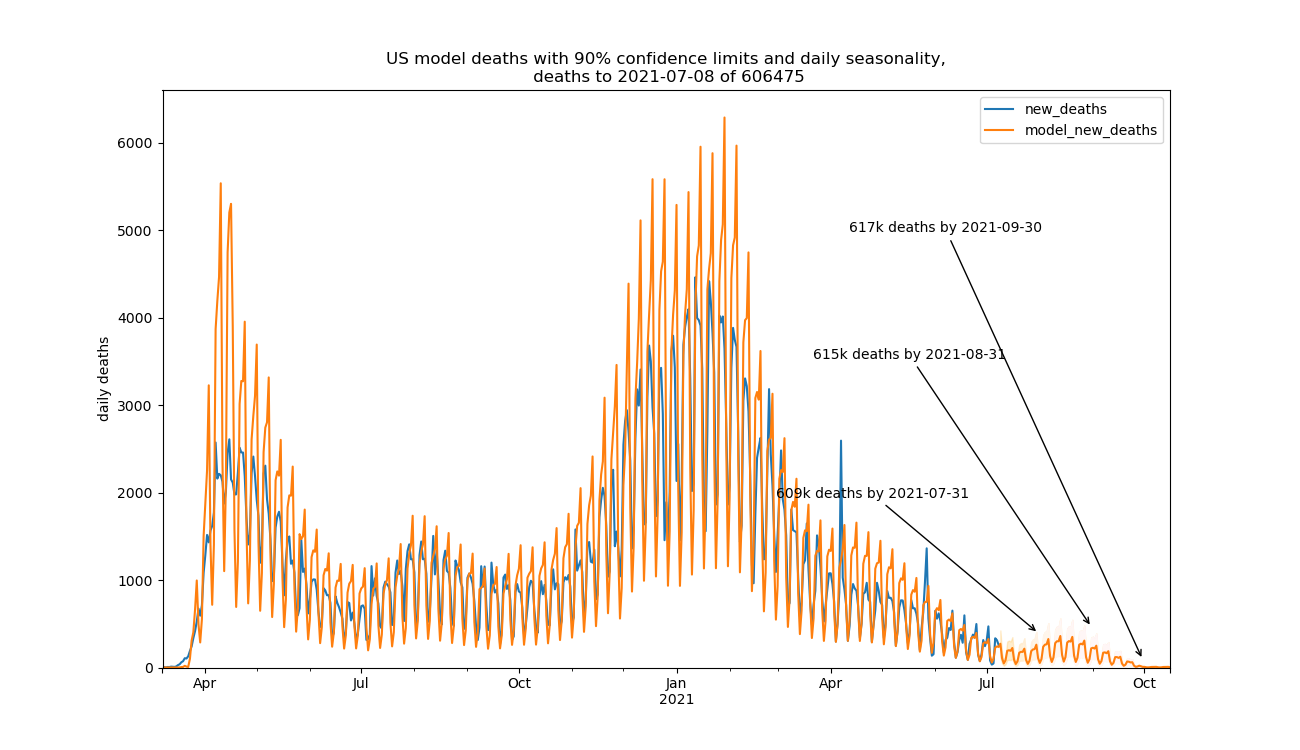 US model deaths with 90% confidence limits and daily seasonality,
deaths to 2021-07-08 of 606475
new_deaths
model_new_deaths
6000
5000
4000
3000
2000
1000
0
daily deaths
617k deaths by 2021-09-30
615k deaths by 2021-08-31
609k deaths by 2021-07-31
Apr Jul Oct Jan Apr Jul Oct
2021